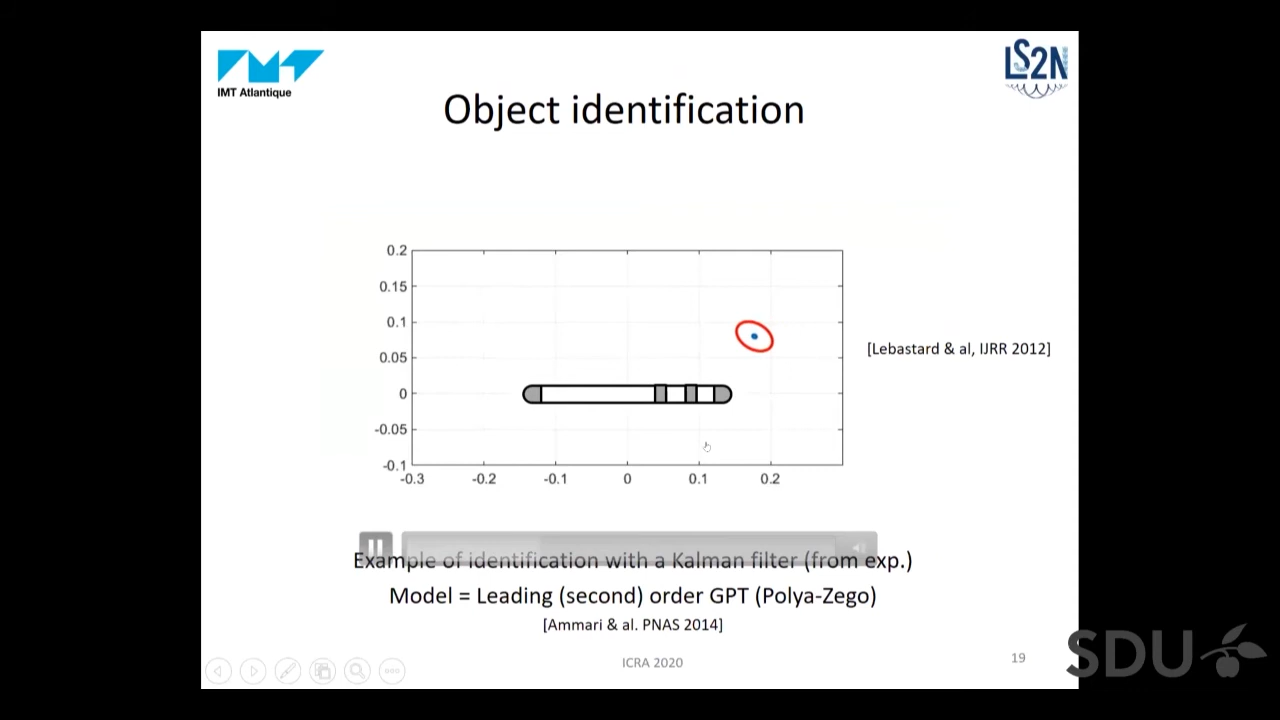 IMT Atlantique
LS2N
Object identification
0.2
0.15
0.1
0.05
0
-0.05
-0.1
-0.3
-0.2
-0.1
0
0.1
0.2
[Lebastard & al, IJRR 2012]
Example of identification with a Kalman filter (from exp.)
Model = Leading (second) order GPT (Polya-Zego)
[Ammari & al. PNAS 2014]
ICRA 2020
19
SDU